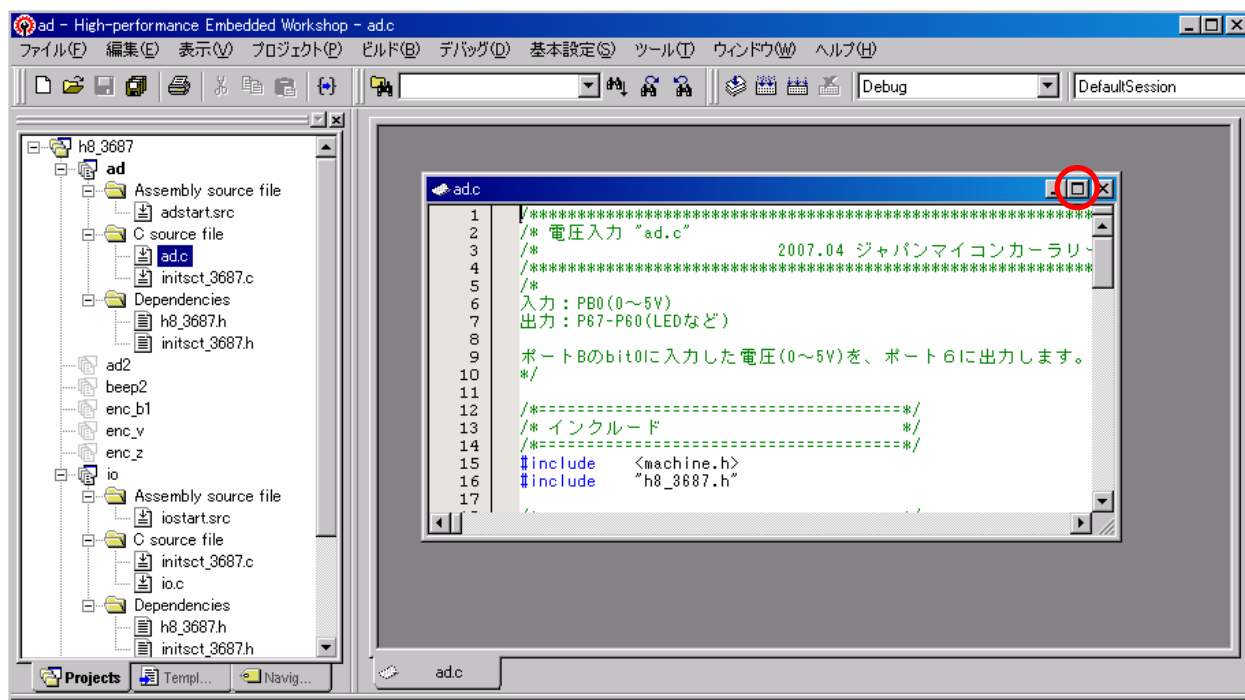 ad - High-performance Embedded Workshop - ad.c
ファイル(F) 編集(E) 表示(V) プロジェクト(P) ビルド(B) デバッグ(D) 基本設定(S) ツール(T) ウィンドウ(W) ヘルプ(H)
Debug DefaultSession
h8_3687
ad
Assembly source file
adstart.src
C source file
ad.c
initsct_3687.c
Dependencies
h8_3687.h
initsct_3687.h
ad2
beep2
enc_b1
enc_v
enc_z
io
Assembly source file
iostart.src
C source file
initsct_3687.c
io.c
Dependencies
h8_3687.h
initsct_3687.h
Projects Templ... Navig...
ad.c
1 /***********************************************************
2 /* 電圧入力 "ad.c"
3 /* 2007.04 ジャパンマイコンカーラリー
4 /***********************************************************
5 /*
6 入力：PB0(0～5V)
7 出力：P67-P60(LEDなど)
8
9 ポートBのbit0に入力した電圧(0～5V)を、ポート６に出力します。
10 */
11
12 /*======================================*/
13 /* インクルード */
14 /*======================================*/
15 #include <machine.h>
16 #include "h8_3687.h"
17
ad.c